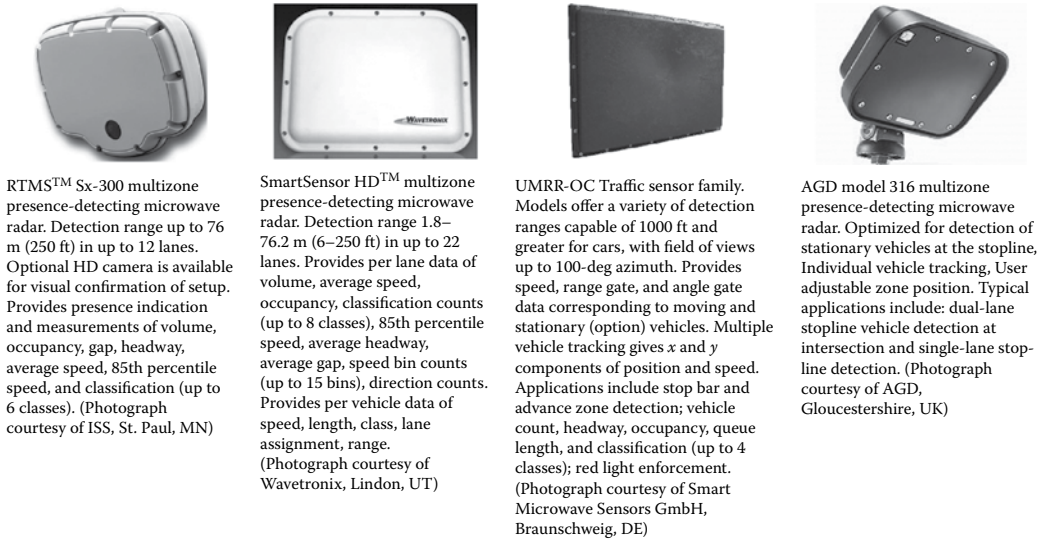 WAVETRONIX
RTMS™ Sx-300 multizone
presence-detecting microwave
radar. Detection range up to 76
m (250 ft) in up to 12 lanes.
Optional HD camera is available
for visual confirmation of setup.
Provides presence indication
and measurements of volume,
occupancy, gap, headway,
average speed, 85th percentile
speed, and classification (up to
6 classes). (Photograph
courtesy of ISS, St. Paul, MN)
SmartSensor HD™ multizone
presence-detecting microwave
radar. Detection range 1.8–
76.2 m (6–250 ft) in up to 22
lanes. Provides per lane data of
volume, average speed,
occupancy, classification counts
(up to 8 classes), 85th percentile
speed, average headway,
average gap, speed bin counts
(up to 15 bins), direction counts.
Provides per vehicle data of
speed, length, class, lane
assignment, range.
(Photograph courtesy of
Wavetronix, Lindon, UT)
UMRR-OC Traffic sensor family.
Models offer a variety of detection
ranges capable of 1000 ft and
greater for cars, with field of views
up to 100-deg azimuth. Provides
speed, range gate, and angle gate
data corresponding to moving and
stationary (option) vehicles. Multiple
vehicle tracking gives x and y
components of position and speed.
Applications include stop bar and
advance zone detection; vehicle
count, headway, occupancy, queue
length, and classification (up to 4
classes); red light enforcement.
(Photograph courtesy of Smart
Microwave Sensors GmbH,
Braunschweig, DE)
AGD model 316 multizone
presence-detecting microwave
radar. Optimized for detection of
stationary vehicles at the stopline,
Individual vehicle tracking, User
adjustable zone position. Typical
applications include: dual-lane
stopline vehicle detection at
intersection and single-lane stop-
line detection. (Photograph
courtesy of AGD,
Gloucestershire, UK)